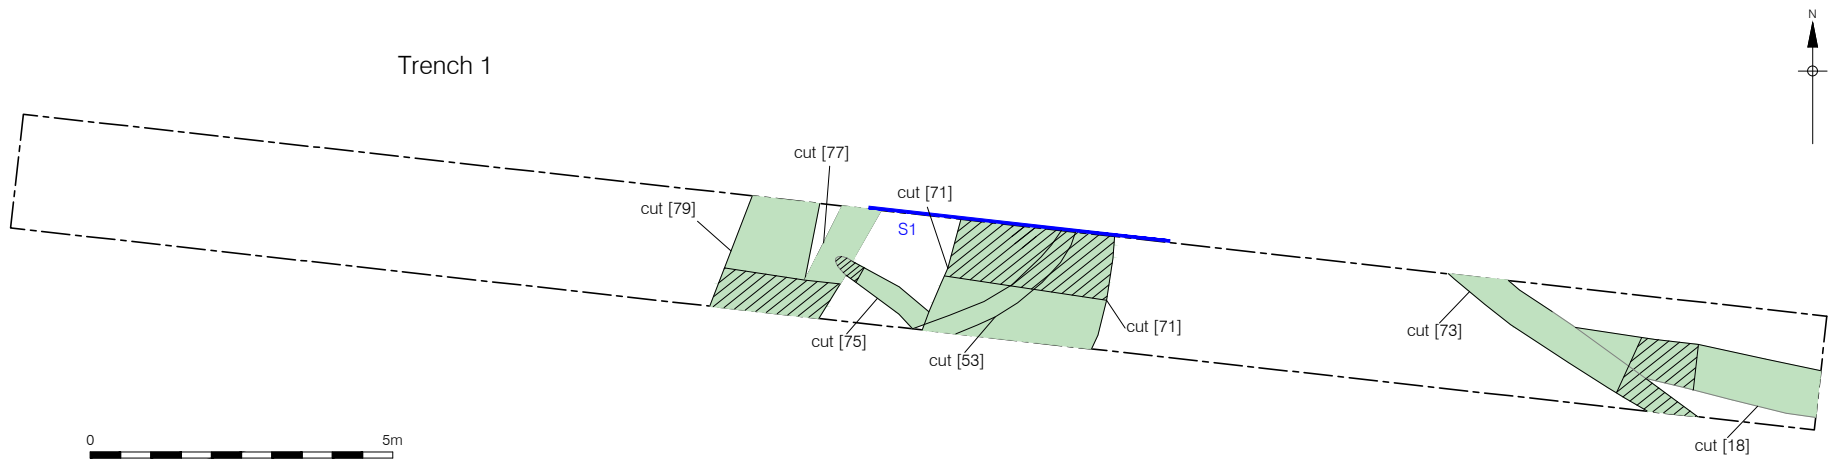 N
Trench 1
cut [77]
cut [71]
cut [79]
S1
cut [71]
cut [73]
cut [75]
cut [53]
cut [18]
0 5m